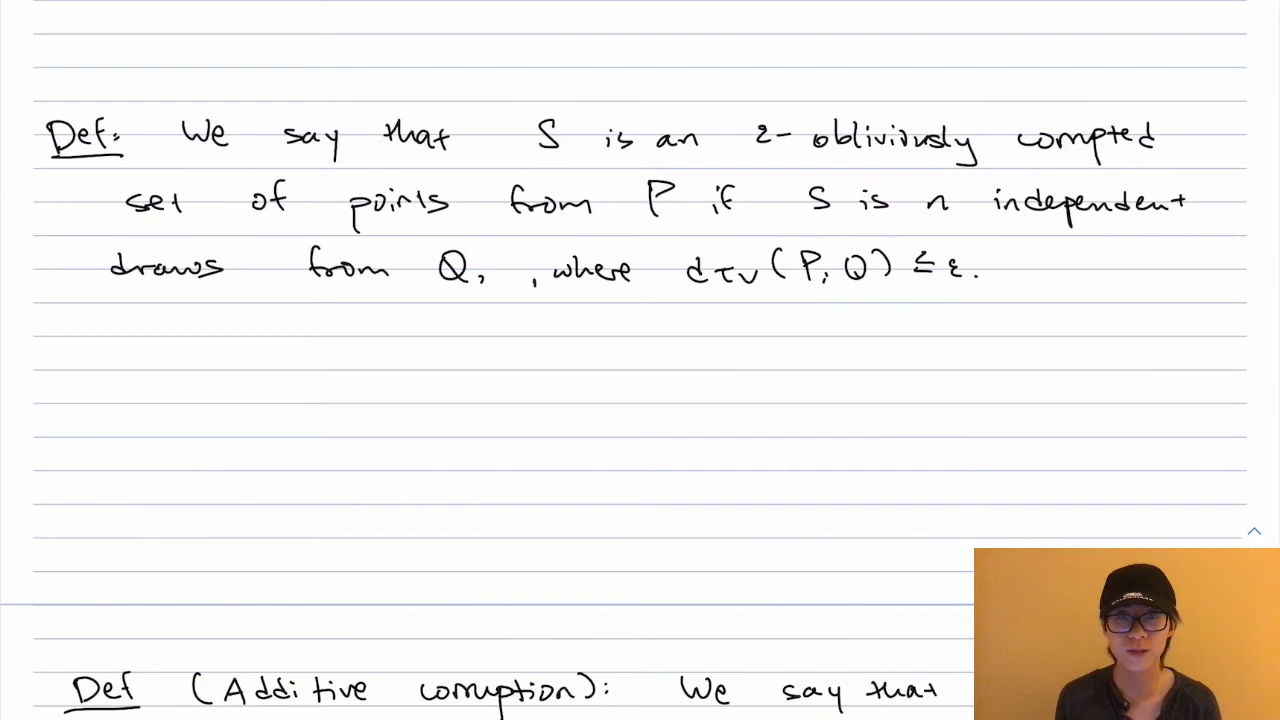 Def: We say that S is an ε-obliviously corrupted
set of points from P if S is n independent
draws from Q, , where dTV(P, Q) ≤ ε.
Def (Additive corruption): We say that